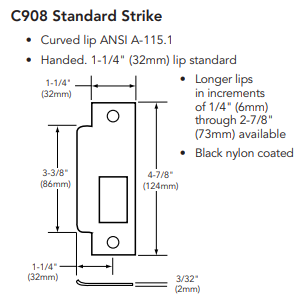 C908 Standard Strike
• Curved lip ANSI A-115.1
• Handed. 1-1/4" (32mm) lip standard
• Longer lips
in increments
of 1/4" (6mm)
through 2-7/8"
(73mm) available
• Black nylon coated
1-1/4"
(32mm)
3-3/8"
(86mm)
4-7/8"
(124mm)
1-1/4"
(32mm)
3/32"
(2mm)